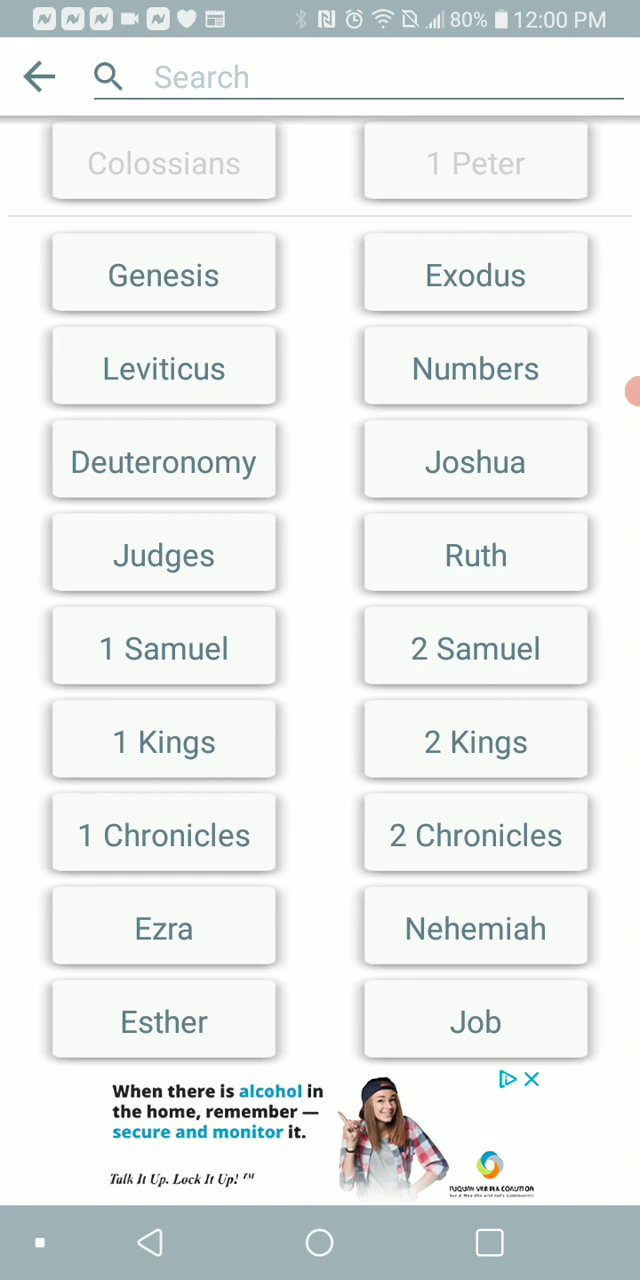 80% 12:00 PM
Search
Colossians 1 Peter
Genesis Exodus
Leviticus Numbers
Deuteronomy Joshua
Judges Ruth
1 Samuel 2 Samuel
1 Kings 2 Kings
1 Chronicles 2 Chronicles
Ezra Nehemiah
Esther Job
When there is alcohol in
the home, remember —
secure and monitor it.
Talk It Up. Lock It Up! ™